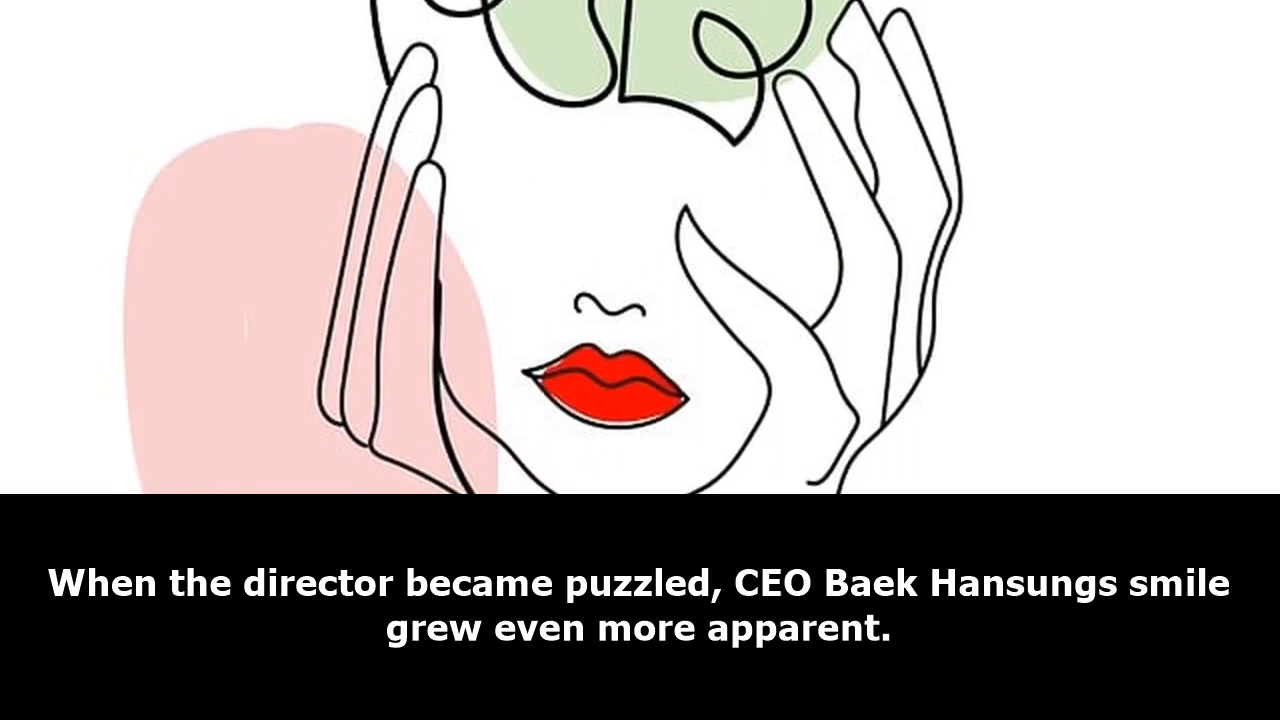 When the director became puzzled, CEO Baek Hansungs smile
grew even more apparent.